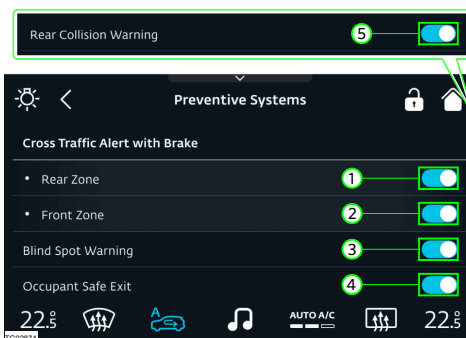 Rear Collision Warning
5
Preventive Systems
Cross Traffic Alert with Brake
• Rear Zone
1
• Front Zone
2
Blind Spot Warning
3
Occupant Safe Exit
4
22.5° A AUTO A/C 22.5°